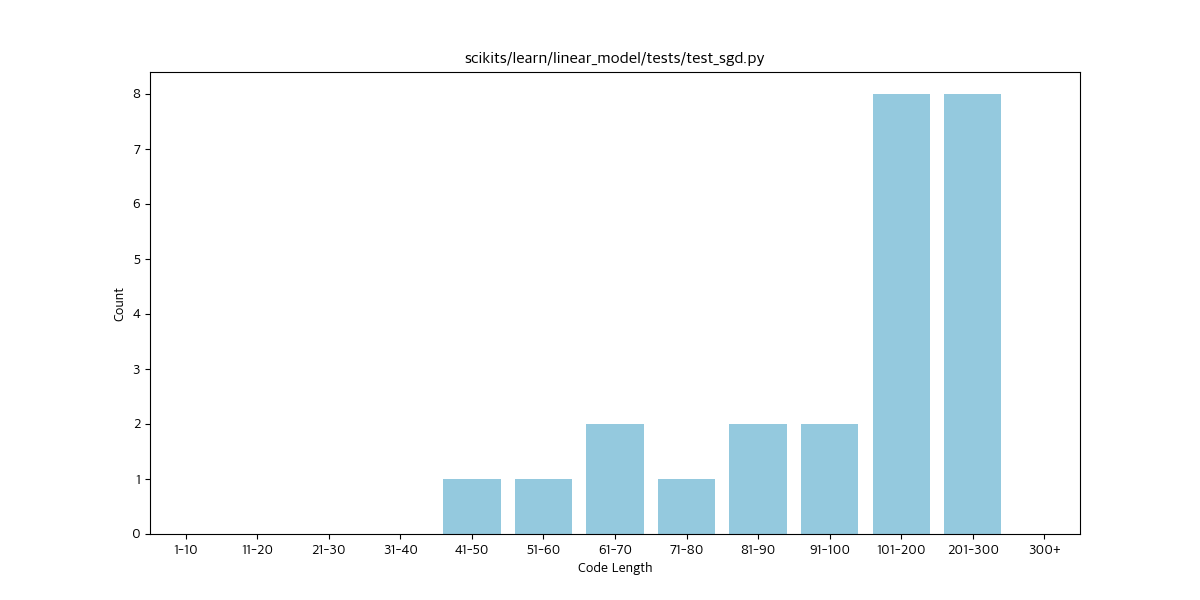 scikits/learn/linear_model/tests/test_sgd.py
8
7
6
5
4
3
2
1
0
Count
1-10 11-20 21-30 31-40 41-50 51-60 61-70 71-80 81-90 91-100 101-200 201-300 300+
Code Length